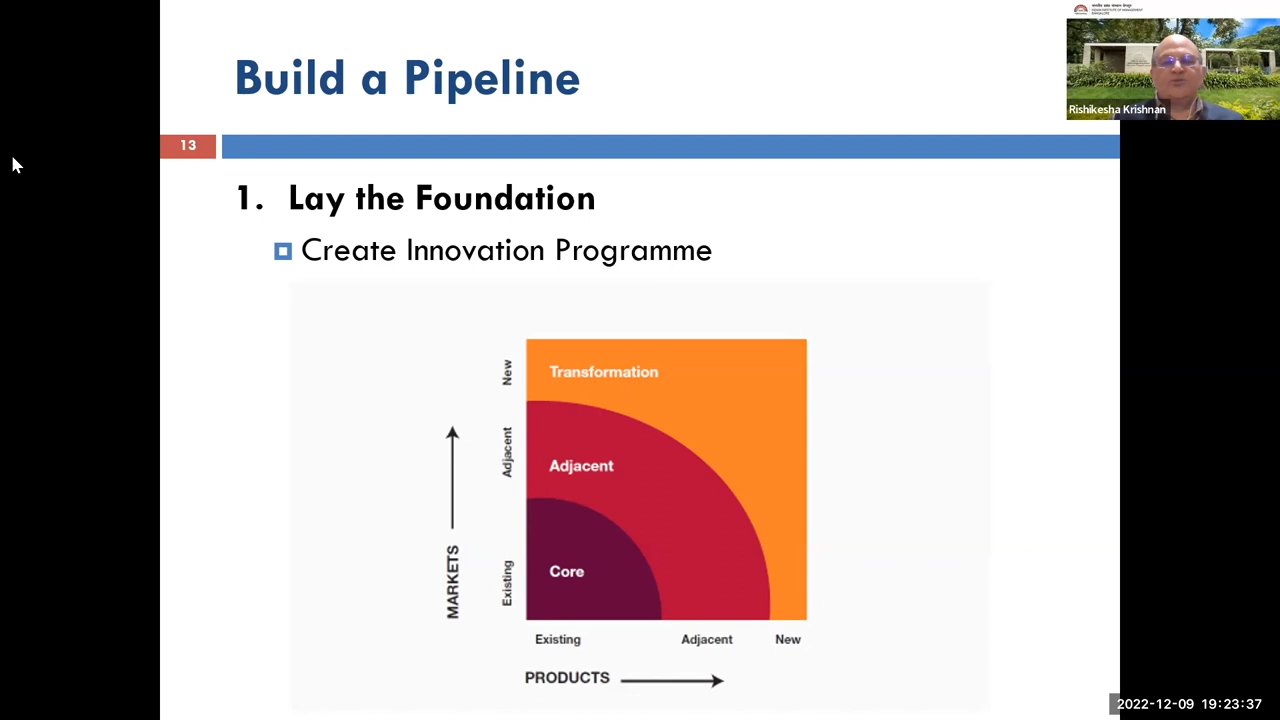 Build a Pipeline
Rishikesha Krishnan
13
1. Lay the Foundation
Create Innovation Programme
New
Transformation
Adjacent
Adjacent
Existing
Core
MARKETS
Existing
Adjacent
New
PRODUCTS
2022-12-09 19:23:37